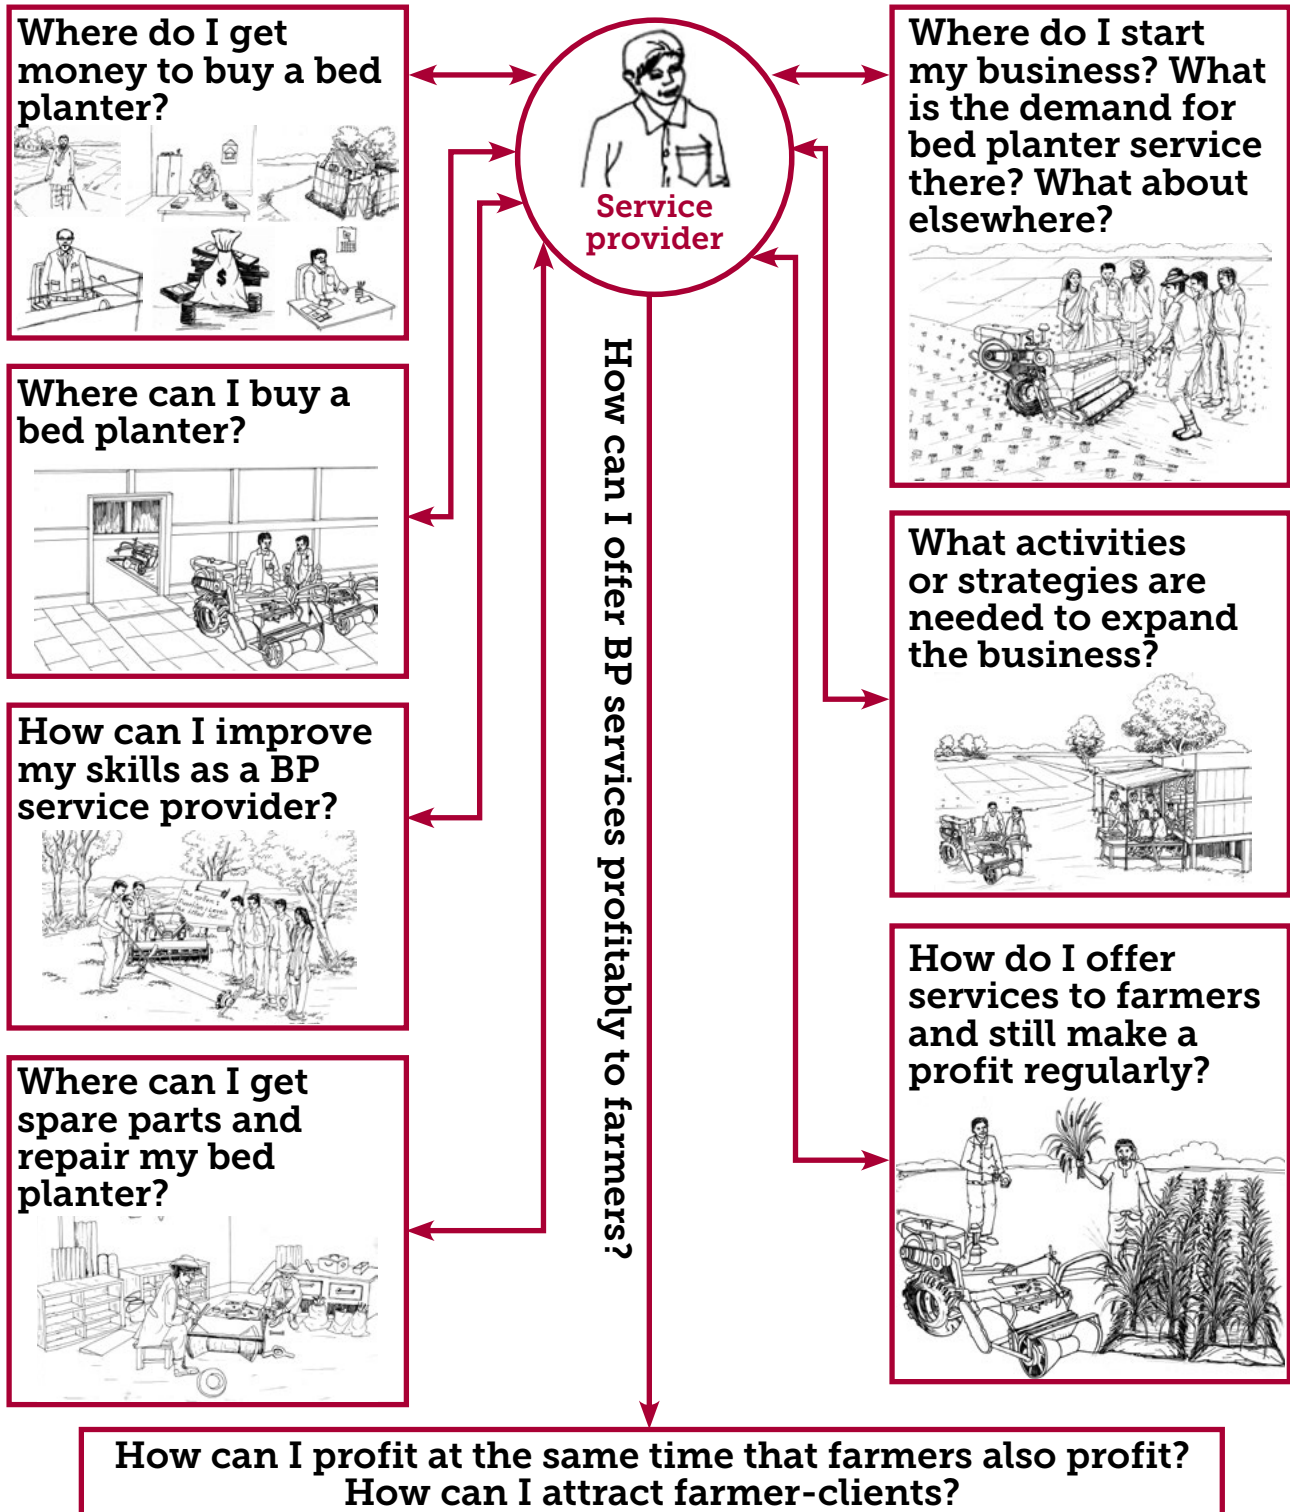 Where do I get
money to buy a bed
planter?
$
Where can I buy a
bed planter?
How can I improve
my skills as a BP
service provider?
Where can I get
spare parts and
repair my bed
planter?
Service
provider
How can I offer BP services profitably to farmers?
Where do I start
my business? What
is the demand for
bed planter service
there? What about
elsewhere?
What activities
or strategies are
needed to expand
the business?
How do I offer
services to farmers
and still make a
profit regularly?
How can I profit at the same time that farmers also profit?
How can I attract farmer-clients?